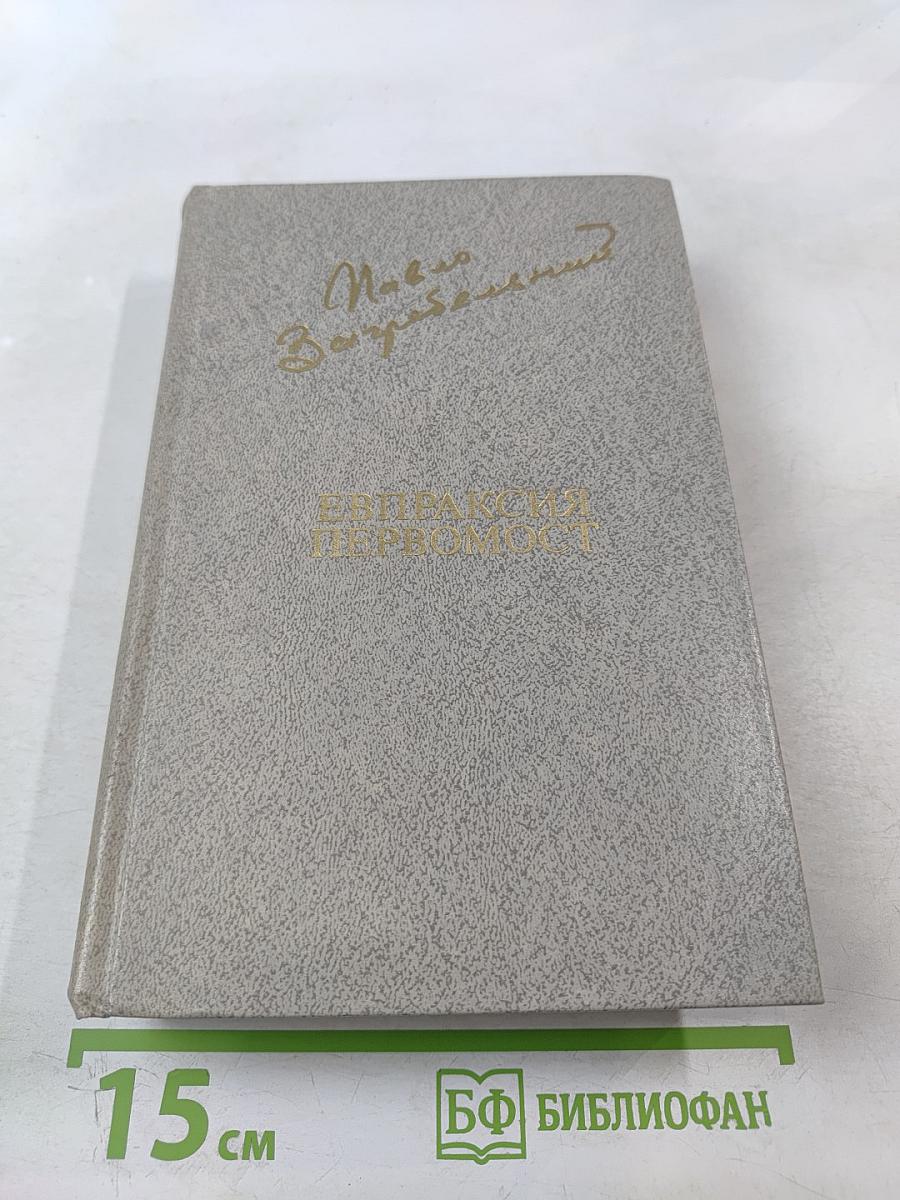 Павло
Загребельний
ЕВПРАКСИЯ
ПЕРВОМОСТ
15 см
БФ БИБЛИОФАН